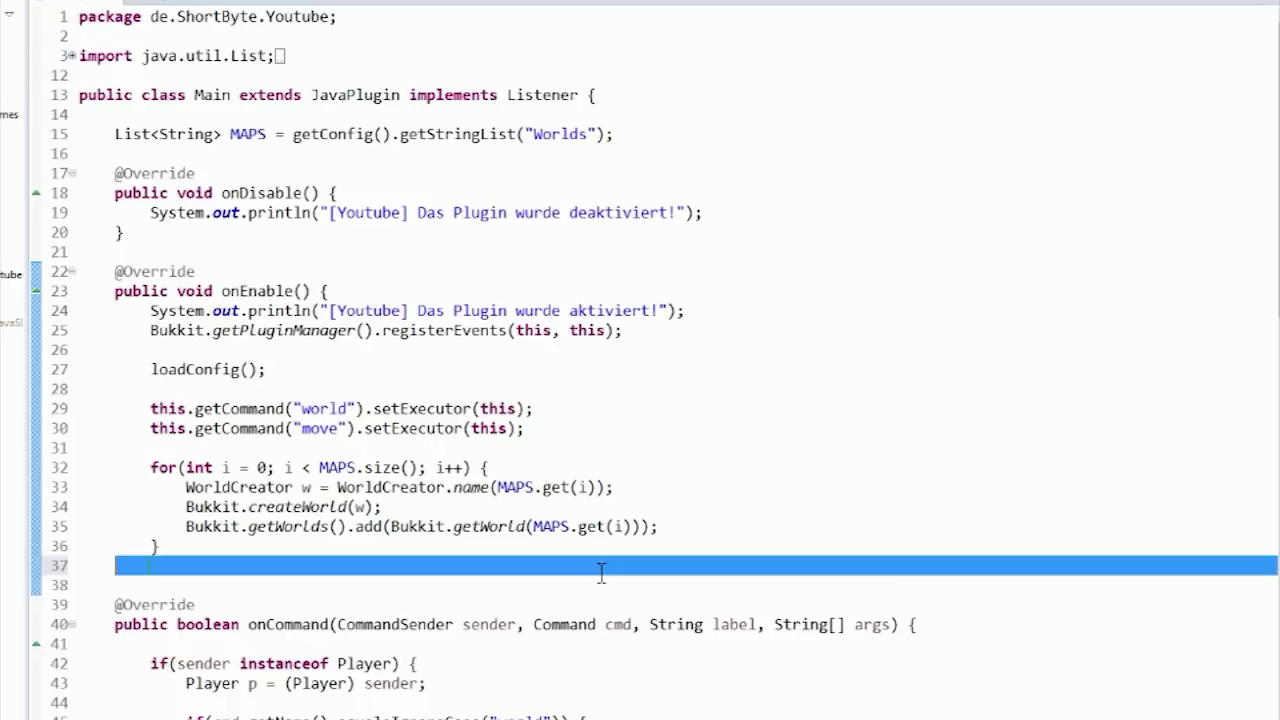 1 package de.ShortByte.Youtube;
2
3 import java.util.List;
12
13 public class Main extends JavaPlugin implements Listener {
14
15 List<String> MAPS = getConfig().getStringList("Worlds");
16
17 @Override
18 public void onDisable() {
19 System.out.println("[Youtube] Das Plugin wurde deaktiviert!");
20 }
21
22 @Override
23 public void onEnable() {
24 System.out.println("[Youtube] Das Plugin wurde aktiviert!");
25 Bukkit.getPluginManager().registerEvents(this, this);
26
27 loadConfig();
28
29 this.getCommand("world").setExecutor(this);
30 this.getCommand("move").setExecutor(this);
31
32 for(int i = 0; i < MAPS.size(); i++) {
33 WorldCreator w = WorldCreator.name(MAPS.get(i));
34 Bukkit.createWorld(w);
35 Bukkit.getWorlds().add(Bukkit.getWorld(MAPS.get(i)));
36 }
37
38
39 @Override
40 public boolean onCommand(CommandSender sender, Command cmd, String label, String[] args) {
41
42 if(sender instanceof Player) {
43 Player p = (Player) sender;
44
if(cmd.getName().equalsIgnoreCase("world")) {
mes
tube